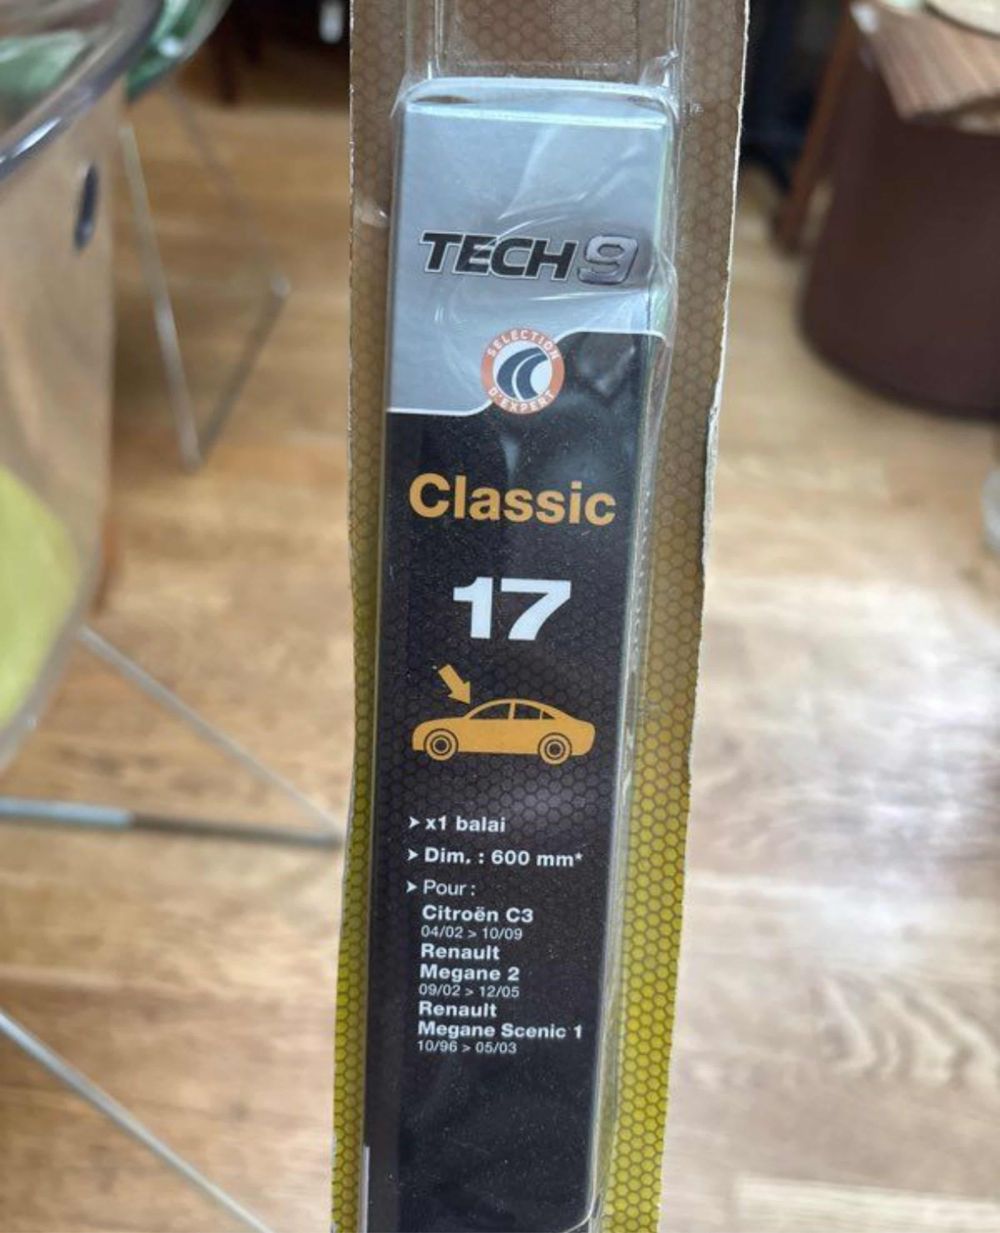 TECH9
SÉLECTION
D'EXPERT
Classic
17
➤ x1 balai
➤ Dim. : 600 mm*
➤ Pour :
Citroën C3
04/02 > 10/09
Renault
Megane 2
09/02 > 12/05
Renault
Megane Scenic 1
10/96 > 05/03